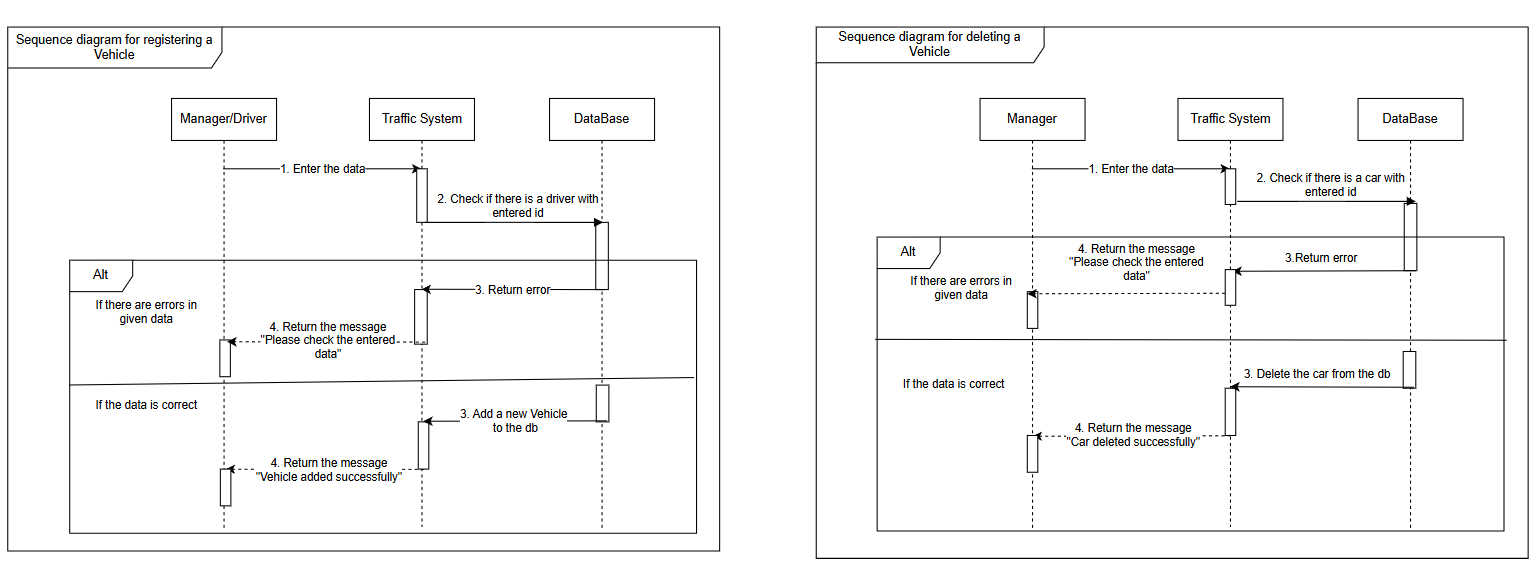 Sequence diagram for registering a
Vehicle
Manager/Driver
Traffic System
DataBase
1. Enter the data
2. Check if there is a driver with
entered id
Alt
If there are errors in
given data
3. Return error
4. Return the message
"Please check the entered
data"
If the data is correct
3. Add a new Vehicle
to the db
4. Return the message
"Vehicle added successfully"
Sequence diagram for deleting a
Vehicle
Manager
Traffic System
DataBase
1. Enter the data
2. Check if there is a car with
entered id
Alt
4. Return the message
"Please check the entered
data"
3.Return error
If there are errors in
given data
If the data is correct
3. Delete the car from the db
4. Return the message
"Car deleted successfully"